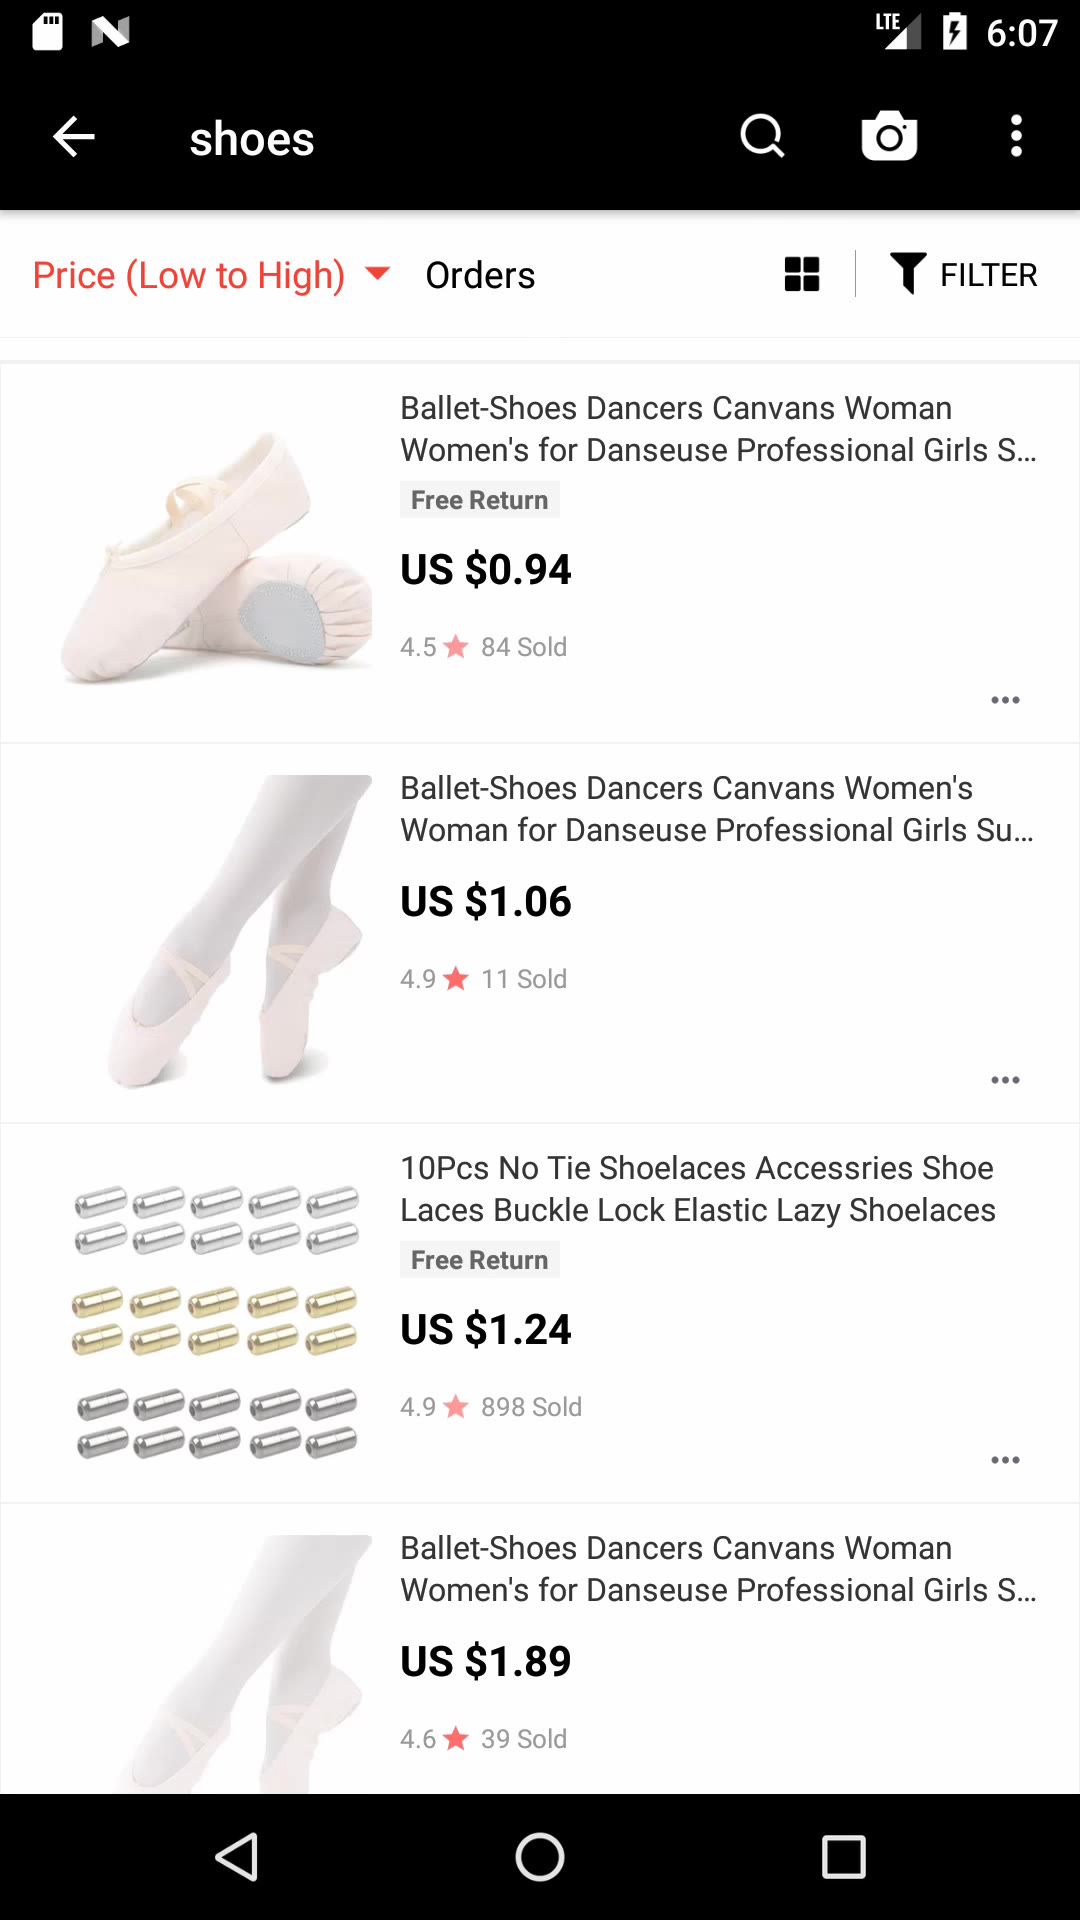 LTE 6:07
shoes
Price (Low to High) Orders FILTER
Ballet-Shoes Dancers Canvans Woman
Women's for Danseuse Professional Girls S...
Free Return
US $0.94
4.5 84 Sold
Ballet-Shoes Dancers Canvans Women's
Woman for Danseuse Professional Girls Su...
US $1.06
4.9 11 Sold
10Pcs No Tie Shoelaces Accessries Shoe
Laces Buckle Lock Elastic Lazy Shoelaces
Free Return
US $1.24
4.9 898 Sold
Ballet-Shoes Dancers Canvans Woman
Women's for Danseuse Professional Girls S...
US $1.89
4.6 39 Sold